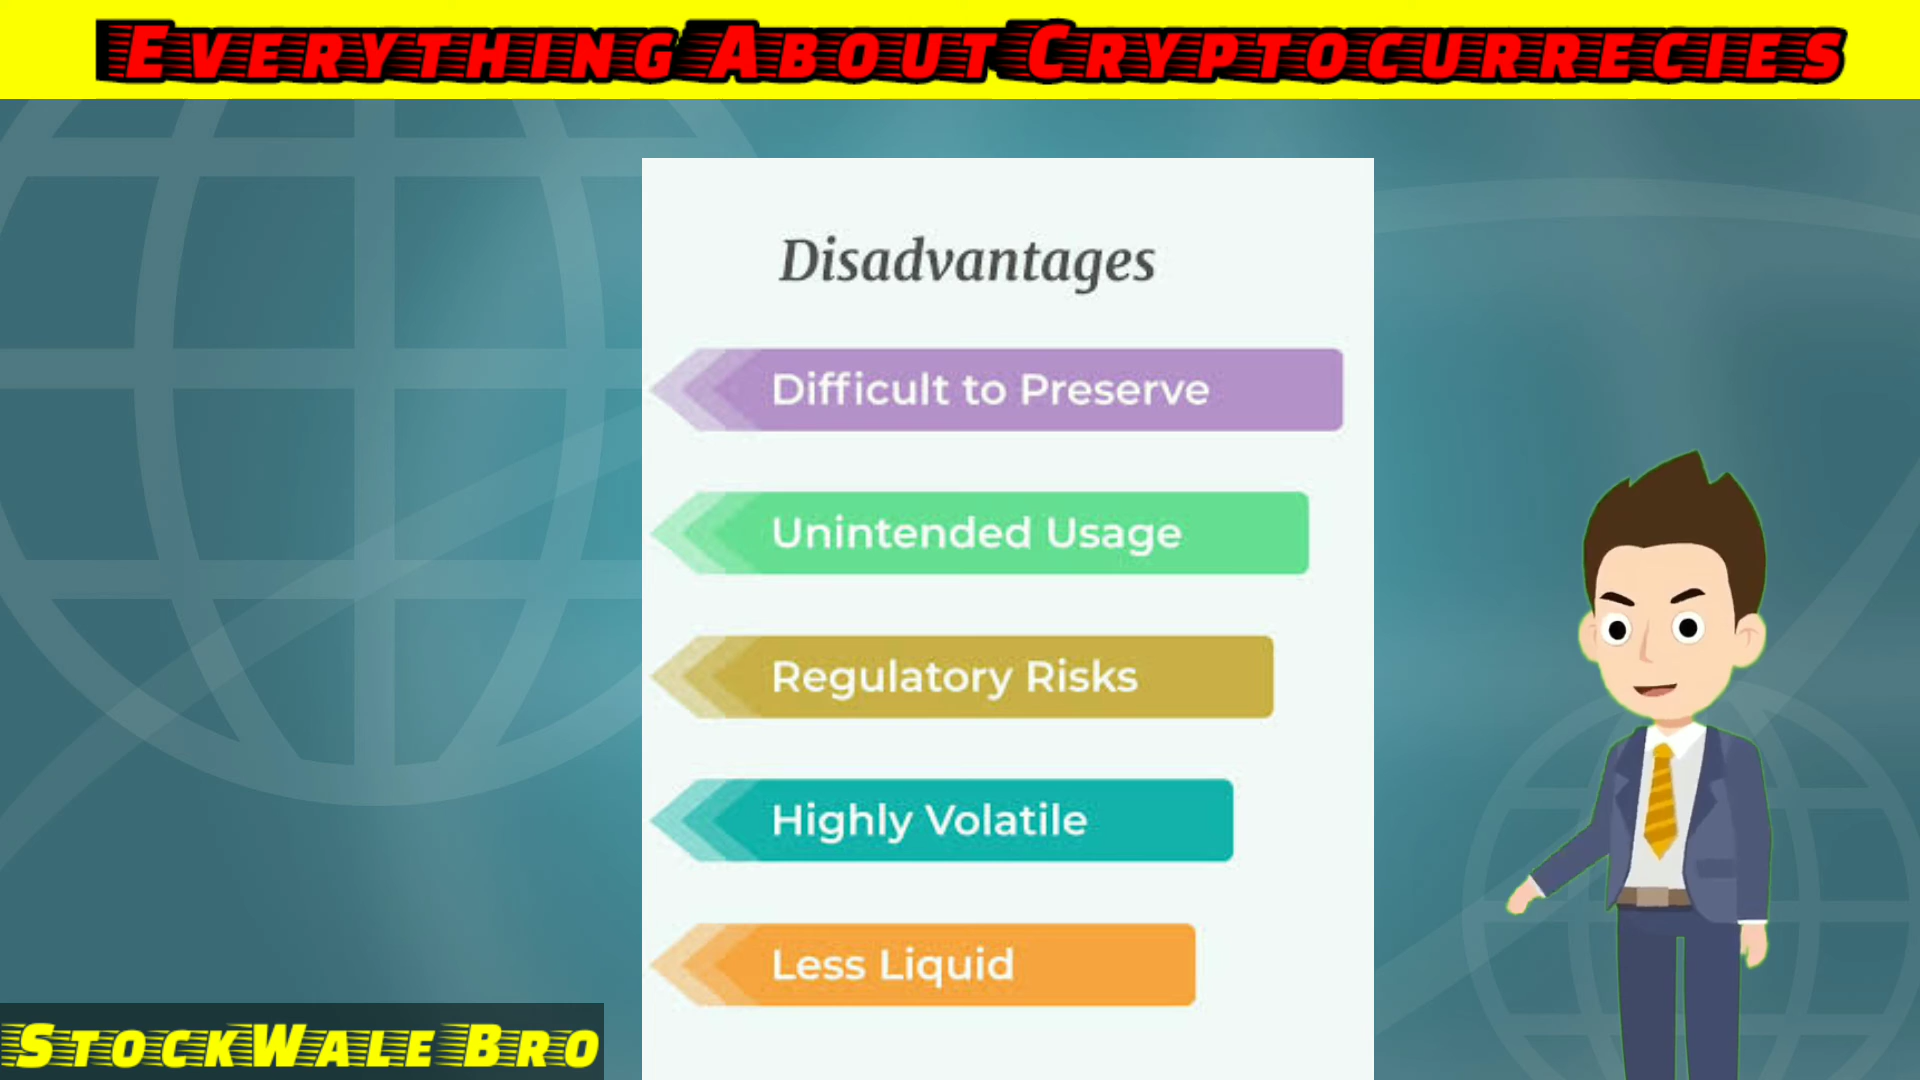 Everything About Cryptocurrecies
Disadvantages
Difficult to Preserve
Unintended Usage
Regulatory Risks
Highly Volatile
Less Liquid
StockWale Bro